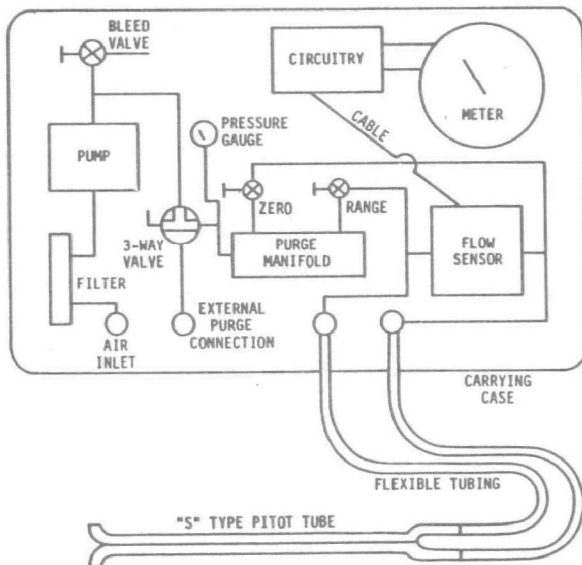 BLEED
VALVE
CIRCUITRY
METER
PRESSURE
GAUGE
CABLE
PUMP
ZERO
RANGE
3-WAY
VALVE
PURGE
MANIFOLD
FLOW
SENSOR
FILTER
AIR
INLET
EXTERNAL
PURGE
CONNECTION
CARRYING
CASE
FLEXIBLE TUBING
"S" TYPE PITOT TUBE